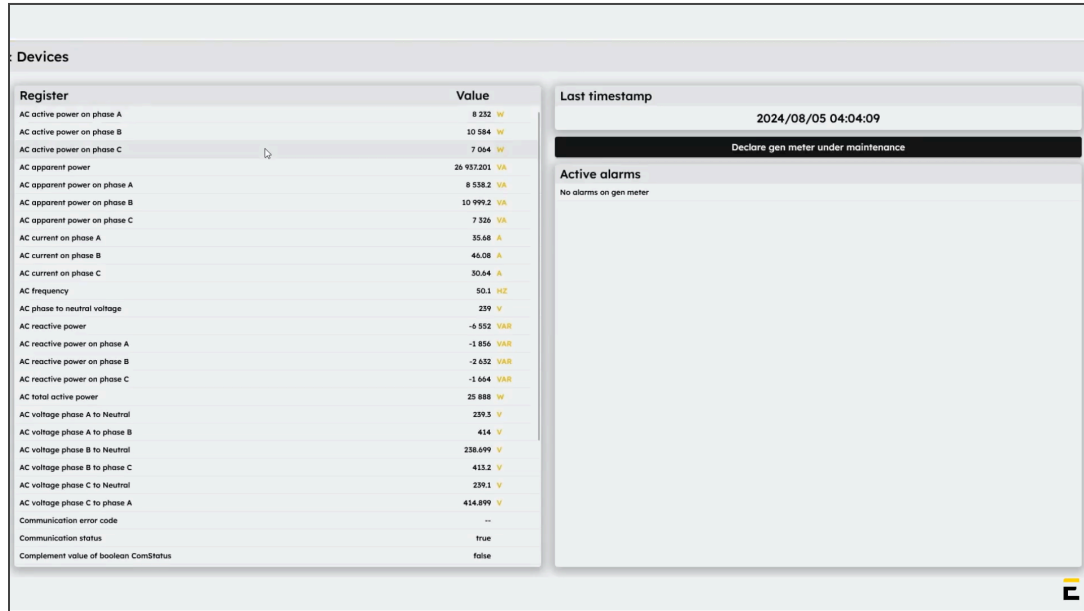 : Devices
Register Value
AC active power on phase A 8 232 W
AC active power on phase B 10 584 W
AC active power on phase C 7 064 W
AC apparent power 26 937.201 VA
AC apparent power on phase A 8 538.2 VA
AC apparent power on phase B 10 999.2 VA
AC apparent power on phase C 7 326 VA
AC current on phase A 35.68 A
AC current on phase B 46.08 A
AC current on phase C 30.64 A
AC frequency 50.1 HZ
AC phase to neutral voltage 239 V
AC reactive power -6 552 VAR
AC reactive power on phase A -1 856 VAR
AC reactive power on phase B -2 632 VAR
AC reactive power on phase C -1 664 VAR
AC total active power 25 888 W
AC voltage phase A to Neutral 239.3 V
AC voltage phase A to phase B 414 V
AC voltage phase B to Neutral 238.699 V
AC voltage phase B to phase C 413.2 V
AC voltage phase C to Neutral 239.1 V
AC voltage phase C to phase A 414.899 V
Communication error code --
Communication status true
Complement value of boolean ComStatus false
Last timestamp
2024/08/05 04:04:09
Declare gen meter under maintenance
Active alarms
No alarms on gen meter